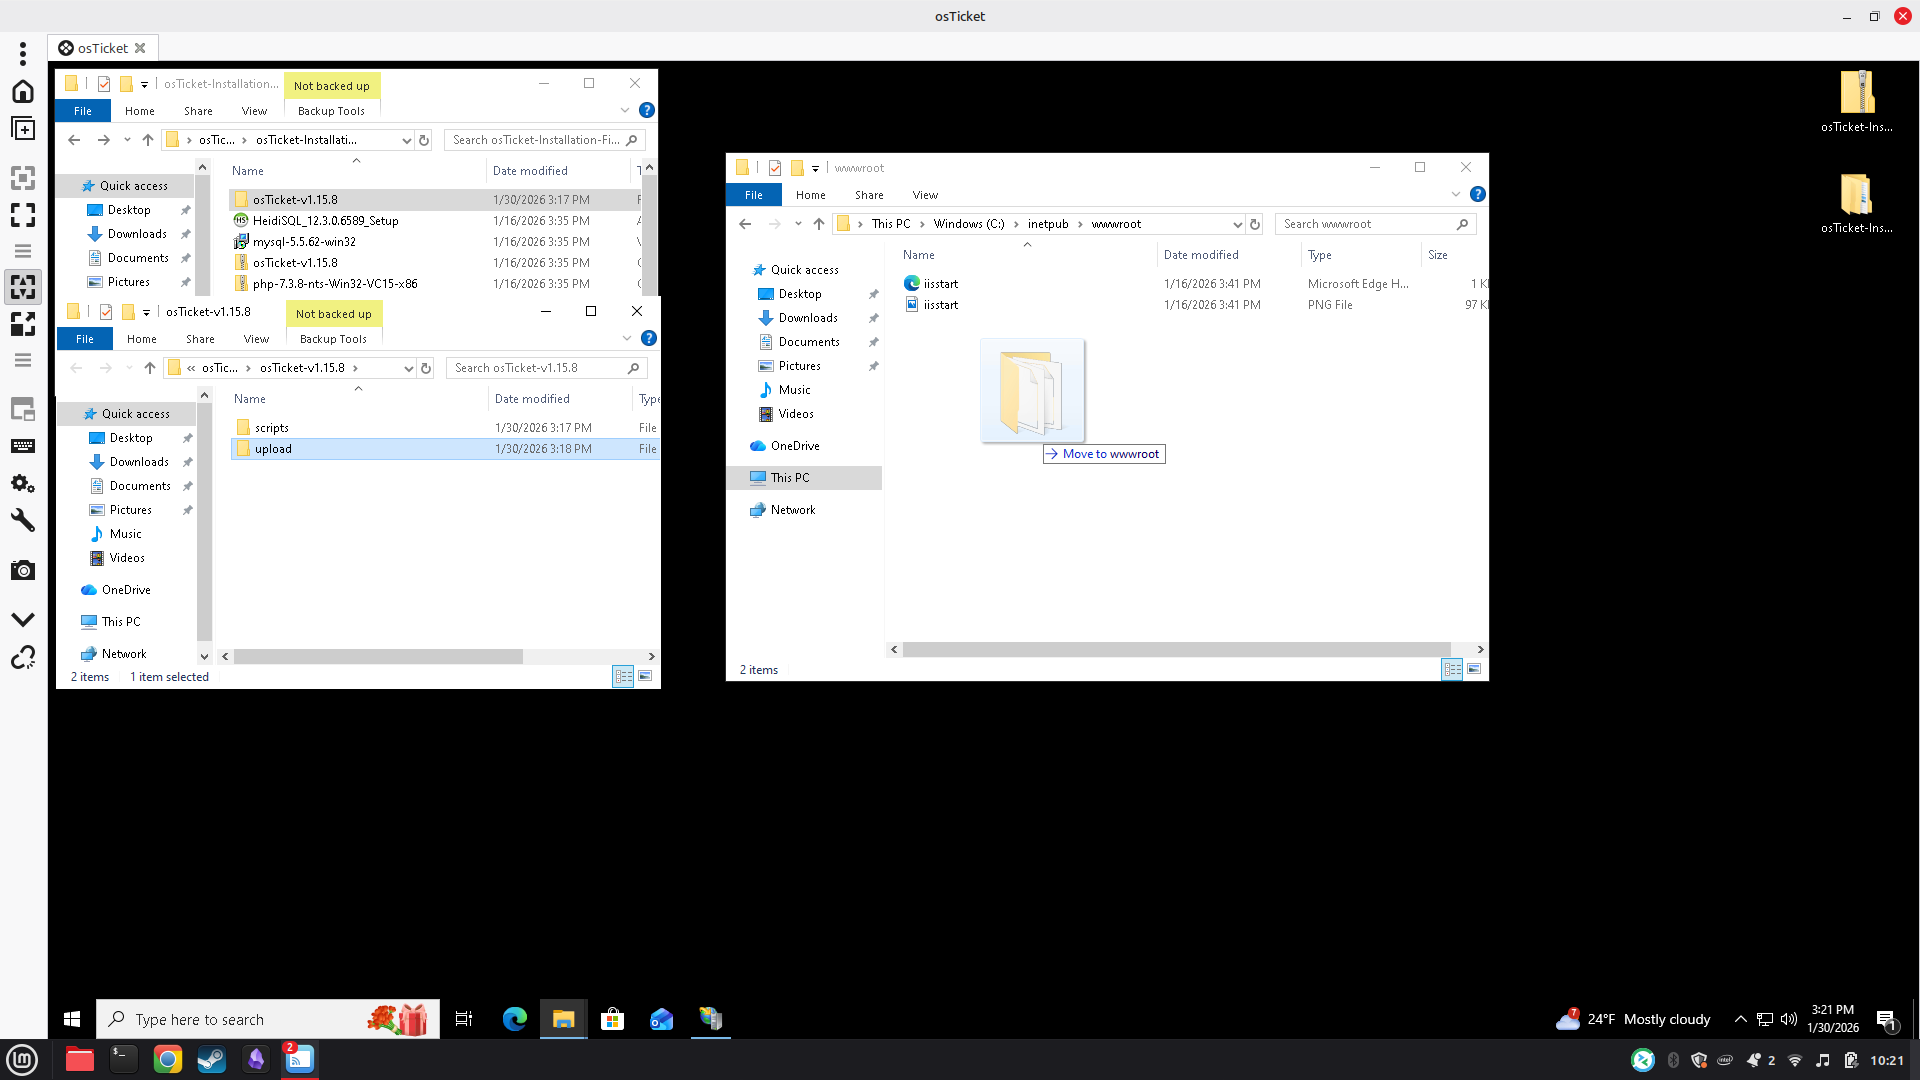 osTicket
osTicket
osTicket-Installation...
Not backed up
File
Home
Share
View
Backup Tools
osTic...
osTicket-Installati...
Search osTicket-Installation-Fi...
Name
Date modified
T
Quick access
Desktop
Downloads
Documents
Pictures
osTicket-v1.15.8
1/30/2026 3:17 PM
HeidiSQL_12.3.0.6589_Setup
1/16/2026 3:35 PM
mysql-5.5.62-win32
1/16/2026 3:35 PM
osTicket-v1.15.8
1/16/2026 3:35 PM
php-7.3.8-nts-Win32-VC15-x86
1/16/2026 3:35 PM
osTicket-v1.15.8
Not backed up
File
Home
Share
View
Backup Tools
« osTic...
osTicket-v1.15.8
Search osTicket-v1.15.8
Name
Date modified
Type
Quick access
Desktop
Downloads
Documents
Pictures
Music
Videos
OneDrive
This PC
Network
scripts
1/30/2026 3:17 PM
File
upload
1/30/2026 3:18 PM
File
2 items
1 item selected
wwwroot
File
Home
Share
View
This PC
Windows (C:)
inetpub
wwwroot
Search wwwroot
Name
Date modified
Type
Size
Quick access
Desktop
Downloads
Documents
Pictures
Music
Videos
OneDrive
This PC
Network
iisstart
1/16/2026 3:41 PM
Microsoft Edge H...
1 K
iisstart
1/16/2026 3:41 PM
PNG File
97 K
Move to wwwroot
2 items
osTicket-Ins...
osTicket-Ins...
Type here to search
7
24°F Mostly cloudy
3:21 PM
1/30/2026
1
2
2
10:21